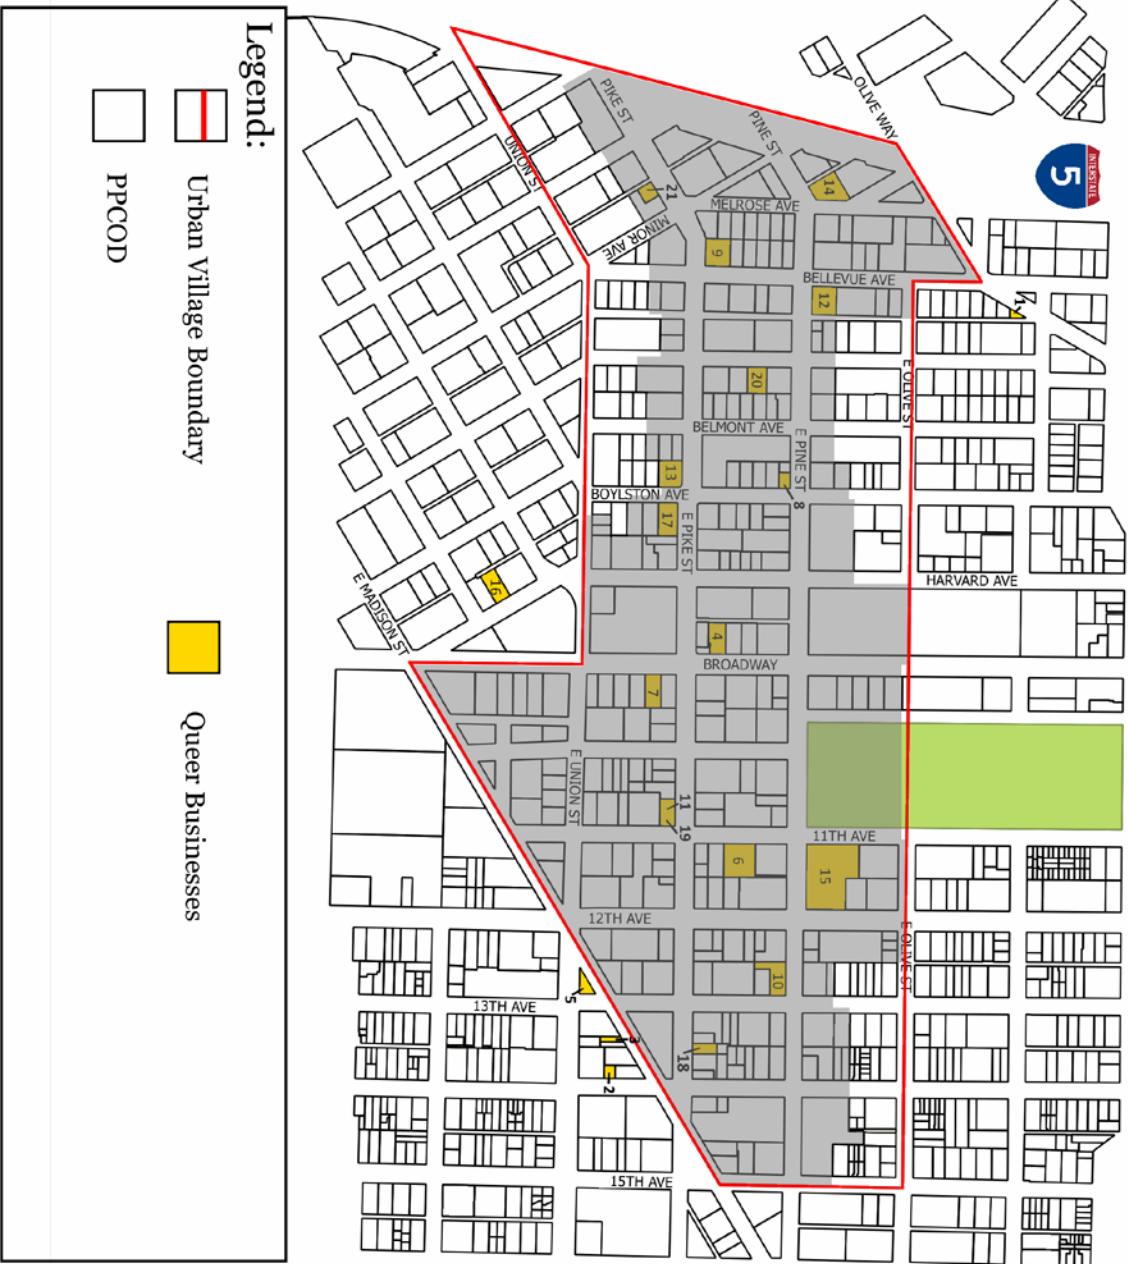 Legend:
Urban Village Boundary
PPCOD
Queer Businesses
INTERSTATE
5
OLIVE WAY
PIKE ST
PINE ST
UNION ST
MELROSE AVE
MINOR AVE
BELLEVUE AVE
E OLIVE ST
BELMONT AVE
E PINE ST
BOYLSTON AVE
E PIKE ST
HARVARD AVE
E MADISON ST
BROADWAY
E UNION ST
11TH AVE
12TH AVE
E OLIVE ST
13TH AVE
15TH AVE
14
21
9
12
1
20
13
8
17
16
4
7
11
19
6
15
10
5
3
18
2